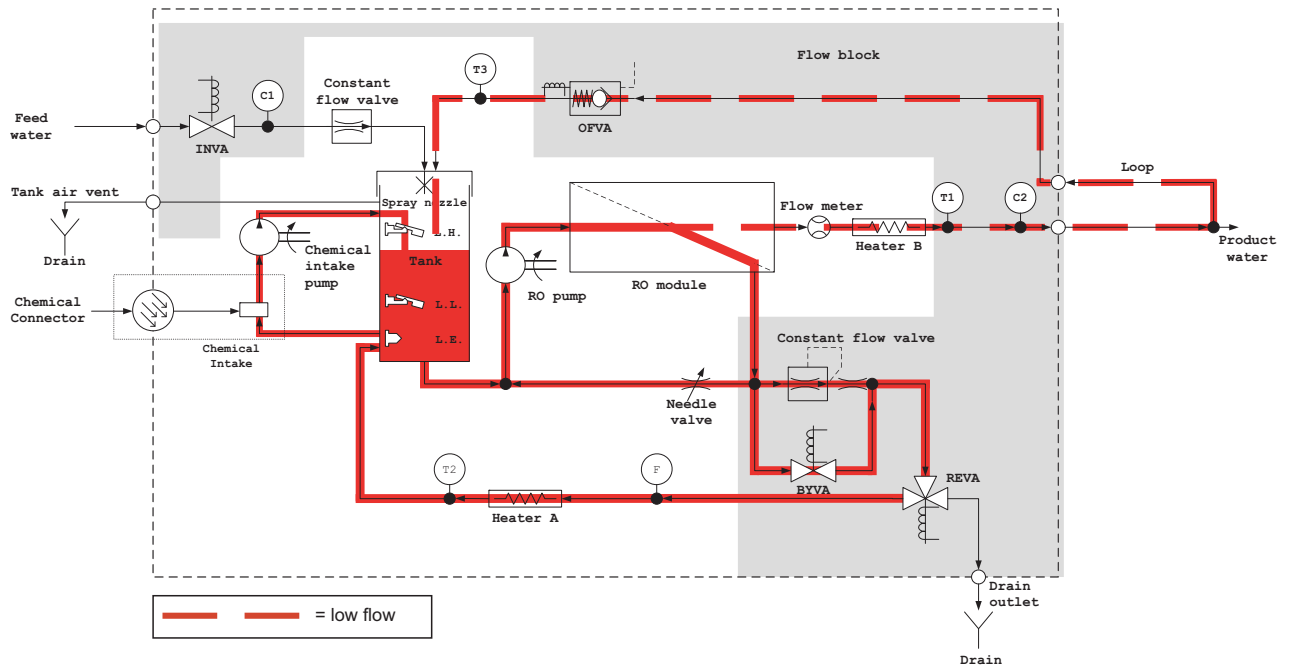 Flow block
T3
Constant
flow valve
C1
Feed
water
INVA
OFVA
Loop
Tank air vent
Spray nozzle
Flow meter
T1
C2
L.H.
Chemical
intake
pump
Tank
Heater B
Product
water
Drain
RO pump
RO module
Chemical
Connector
L.L.
L.E.
Chemical
Intake
Constant flow valve
Needle
valve
T2
F
BYVA
REVA
Heater A
Drain
outlet
= low flow
Drain